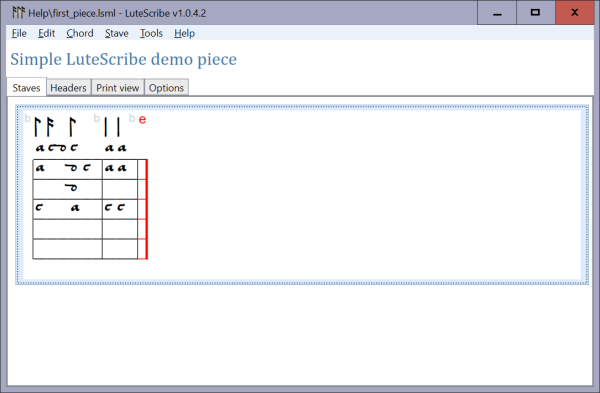 Help\first_piece.lsml - LuteScribe v1.0.4.2
File Edit Chord Stave Tools Help
Simple LuteScribe demo piece
Staves Headers Print view Options
b b b e
a c d c a a
a d c a a
d
c a c c